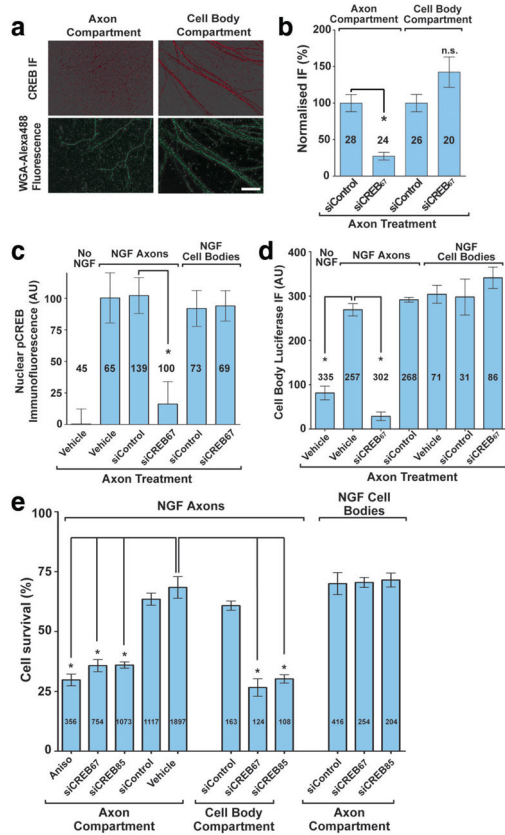 a
Axon
Compartment
Cell Body
Compartment
CREB IF
WGA-Alexa488
Fluorescence
b
Axon
Compartment
Cell Body
Compartment
Normalised IF (%)
200
150
100
50
0
n.s.
*
28
24
26
20
siControl
siCREB67
siControl
siCREB67
Axon Treatment
c
No
NGF
NGF Axons
NGF
Cell Bodies
Nuclear pCREB
Immunofluorescence (AU)
100
75
50
25
0
*
45
65
139
100
73
69
Vehicle
Vehicle
siControl
siCREB67
siControl
siCREB67
Axon Treatment
d
No NGF
NGF Axons
NGF
Cell Bodies
Cell Body Luciferase IF (AU)
400
300
200
100
0
*
*
335
257
302
268
71
31
86
Vehicle
Vehicle
siCREB67
siControl
Vehicle
siControl
siCREB67
Axon Treatment
e
NGF Axons
NGF Cell
Bodies
Cell survival (%)
100
75
50
25
0
*
*
*
*
*
356
754
1073
1117
1897
163
124
108
416
254
204
Aniso
siCREB67
siCREB85
siControl
Vehicle
siControl
siCREB67
siCREB85
siControl
siCREB67
siCREB85
Axon
Compartment
Cell Body
Compartment
Axon
Compartment